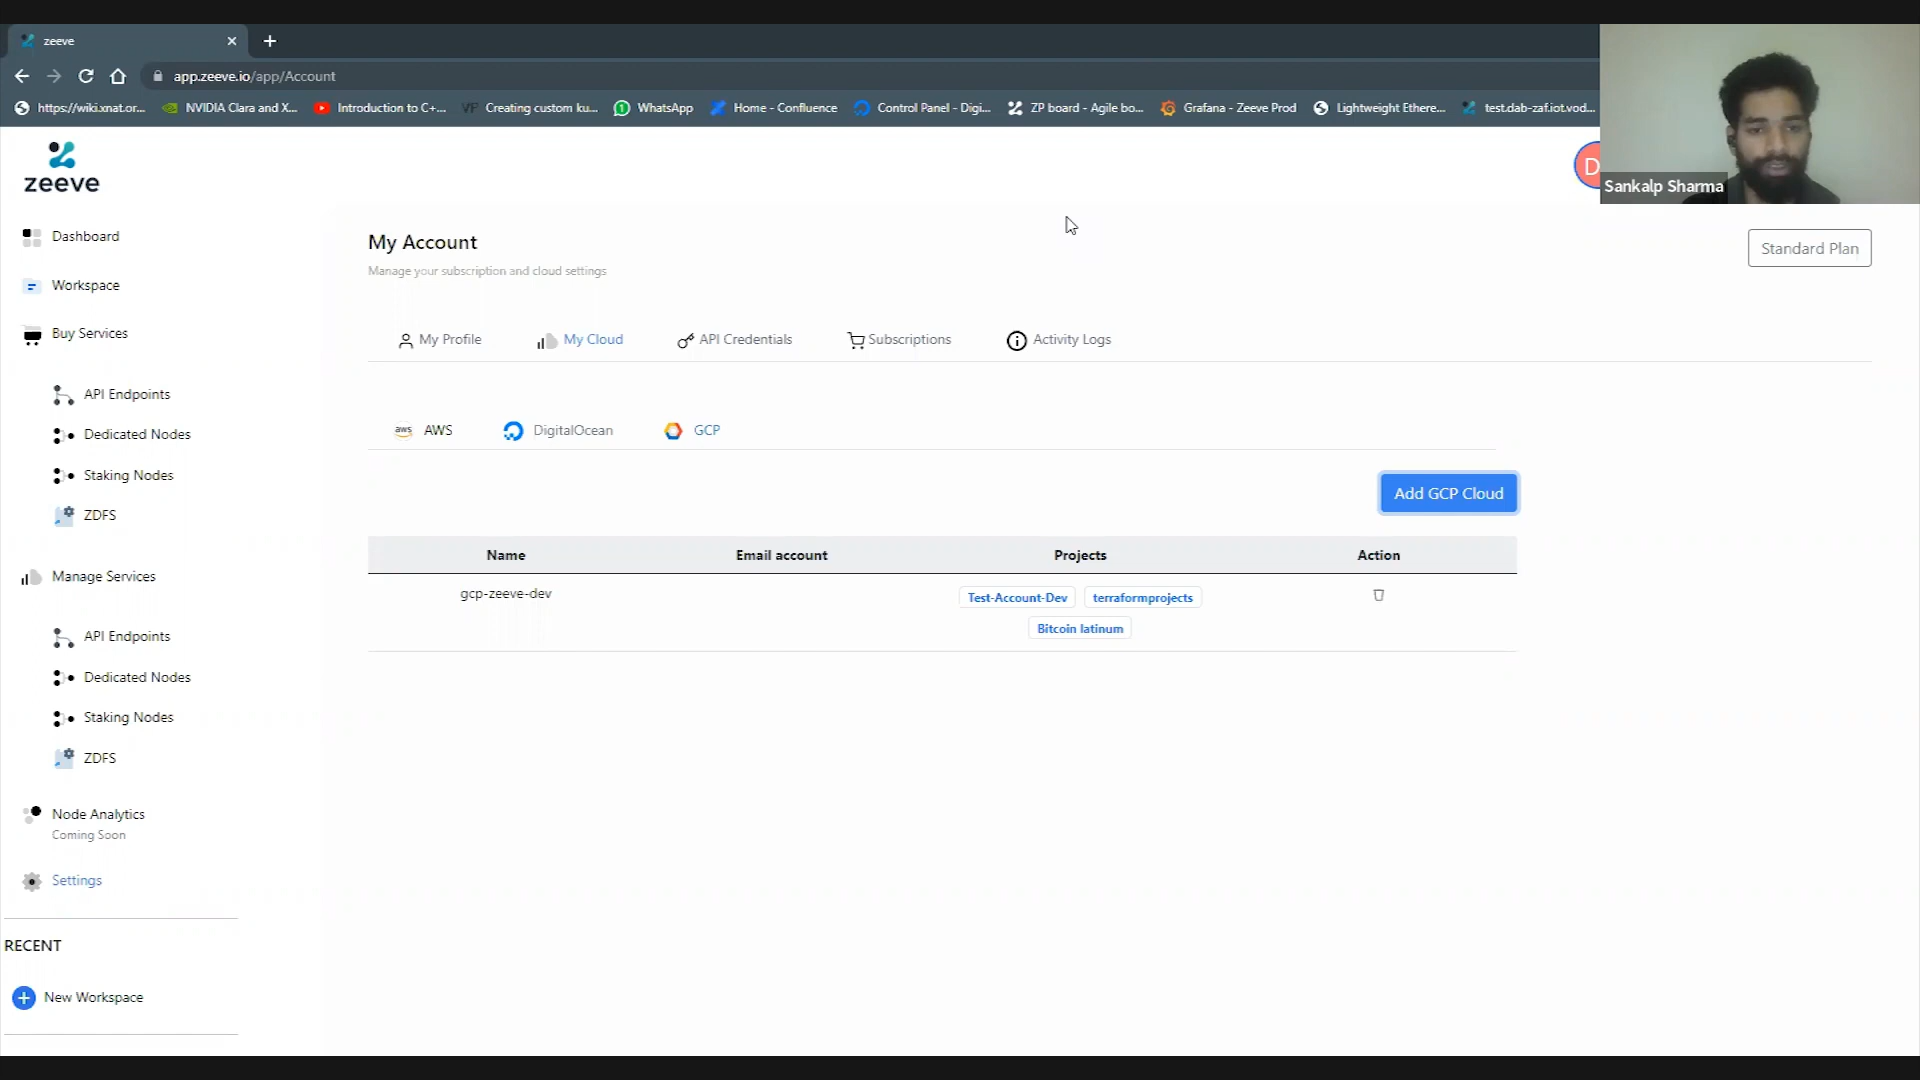 zeeve
app.zeeve.io/app/Account
https://wiki.xnat.or...
NVIDIA Clara and X...
Introduction to C+...
VF Creating custom ku...
WhatsApp
Home - Confluence
Control Panel - Digi...
ZP board - Agile bo...
Grafana - Zeeve Prod
Lightweight Ethere...
test.dab-zaf.iot.vod...
zeeve
D
Sankalp Sharma
Dashboard
Workspace
Buy Services
API Endpoints
Dedicated Nodes
Staking Nodes
ZDFS
Manage Services
API Endpoints
Dedicated Nodes
Staking Nodes
ZDFS
Node Analytics
Coming Soon
Settings
RECENT
New Workspace
My Account
Standard Plan
Manage your subscription and cloud settings
My Profile
My Cloud
API Credentials
Subscriptions
Activity Logs
aws AWS
DigitalOcean
GCP
Add GCP Cloud
Name Email account Projects Action
gcp-zeeve-dev
Test-Account-Dev terraformprojects
Bitcoin latinum